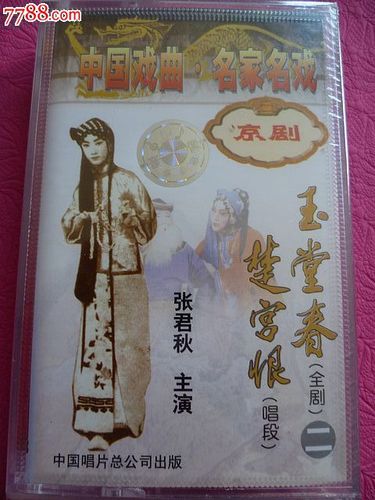 7788.com
中国戏曲·名家名戏
京剧
玉堂春(全剧)二
楚宫恨(唱段)
张君秋 主演
中国唱片总公司出版